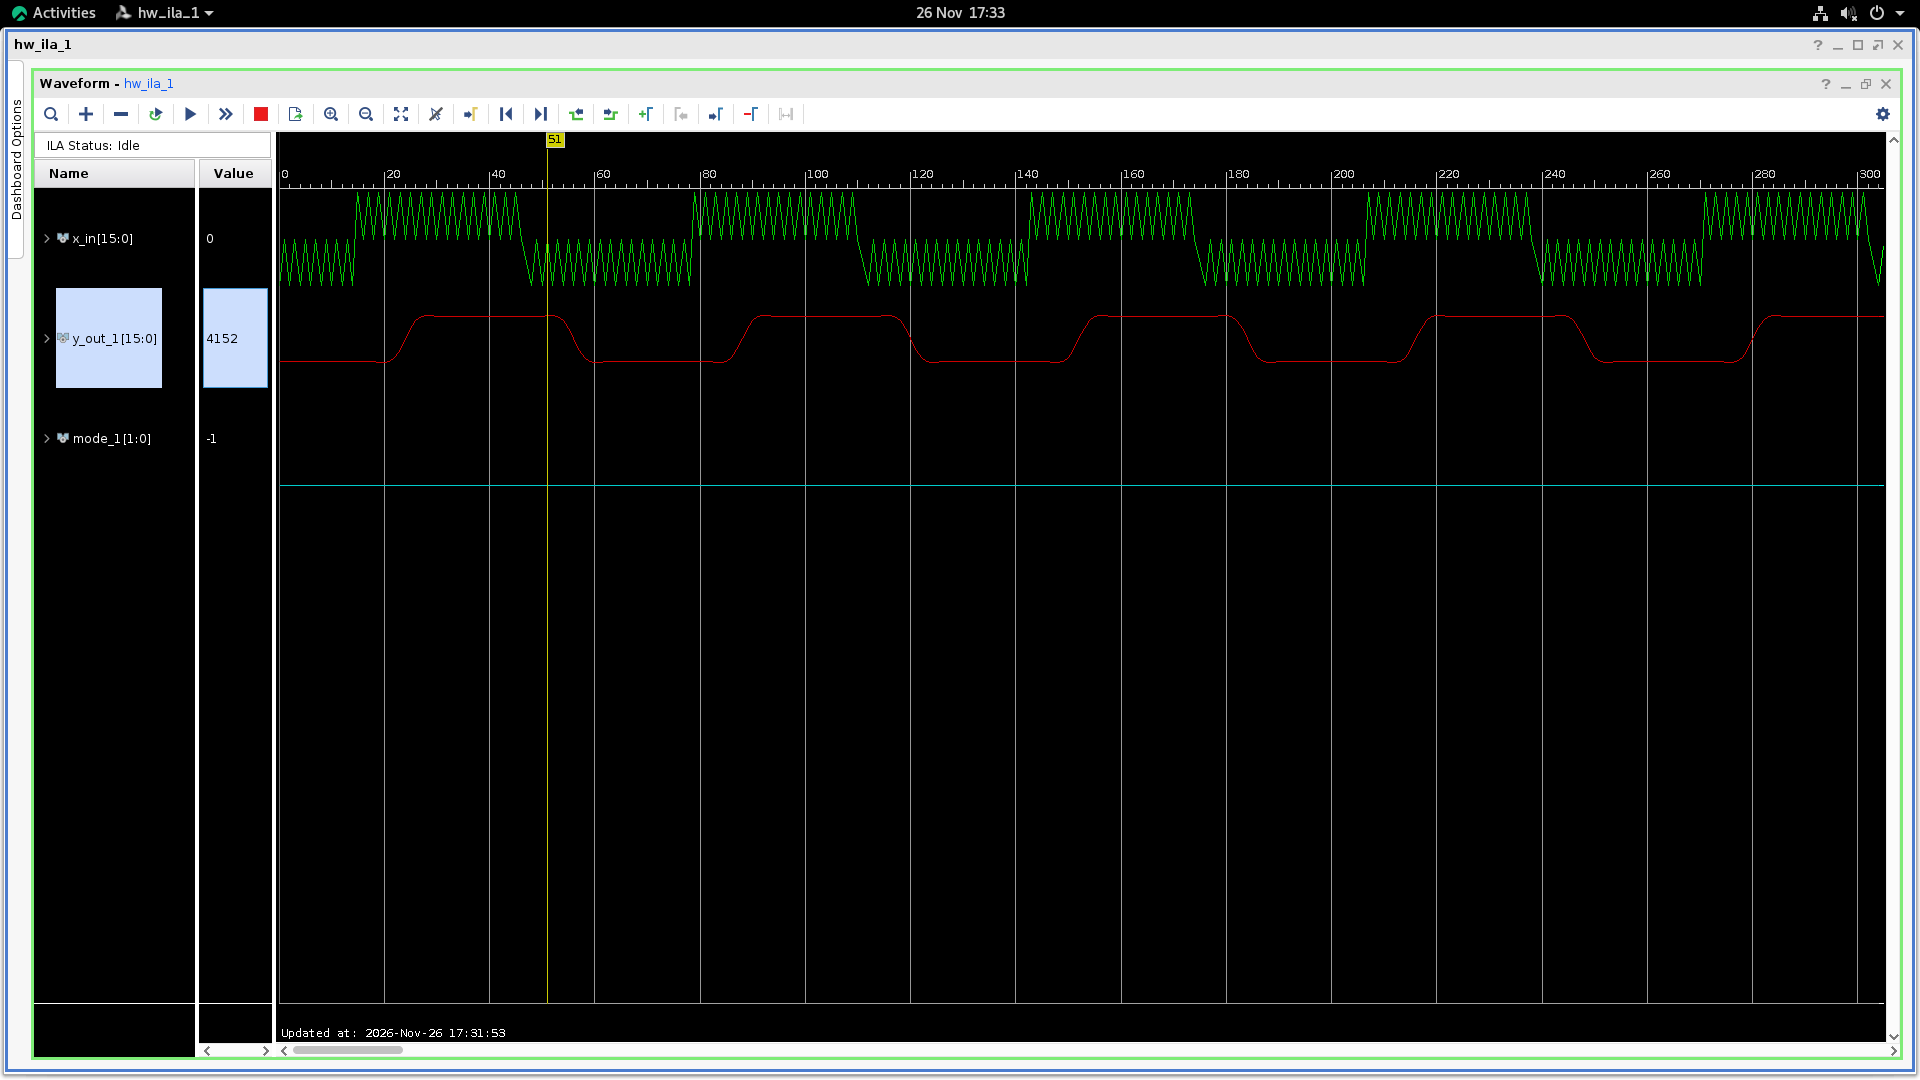 Activities hw_ila_1 26 Nov 17:33
hw_ila_1
Dashboard Options
Waveform - hw_ila_1
ILA Status: Idle
51
Name Value
0 20 40 60 80 100 120 140 160 180 200 220 240 260 280 300
x_in[15:0] 0
y_out_1[15:0] 4152
mode_1[1:0] -1
Updated at: 2026-Nov-26 17:31:53